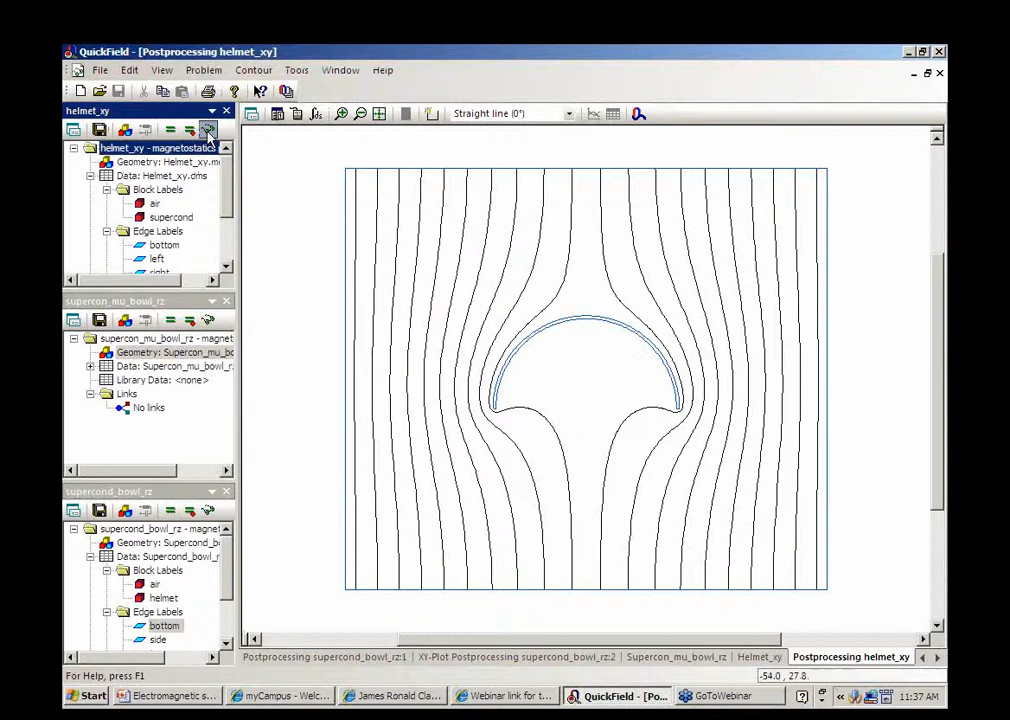 QuickField - [Postprocessing helmet_xy]
File Edit View Problem Contour Tools Window Help
helmet_xy
Straight line (0°)
helmet_xy - magnetostatics
Geometry: Helmet_xy.m
Data: Helmet_xy.dms
Block Labels
air
supercond
Edge Labels
bottom
left
right
supercon_mu_bowl_rz
supercon_mu_bowl_rz - magnet
Geometry: Supercon_mu_bo
Data: Supercon_mu_bowl_r
Library Data: <none>
Links
No links
supercond_bowl_rz
supercond_bowl_rz - magnet
Geometry: Supercond_bo
Data: Supercond_bowl_r
Block Labels
air
helmet
Edge Labels
bottom
side
Postprocessing supercond_bowl_rz:1 XY-Plot Postprocessing supercond_bowl_rz:2 Supercon_mu_bowl_rz Helmet_xy Postprocessing helmet_xy
For Help, press F1 -54.0 , 27.8.
Start Electromagnetic s... myCampus - Welc... James Ronald Cla... Webinar link for t... QuickField - [Po... GoToWebinar 11:37 AM